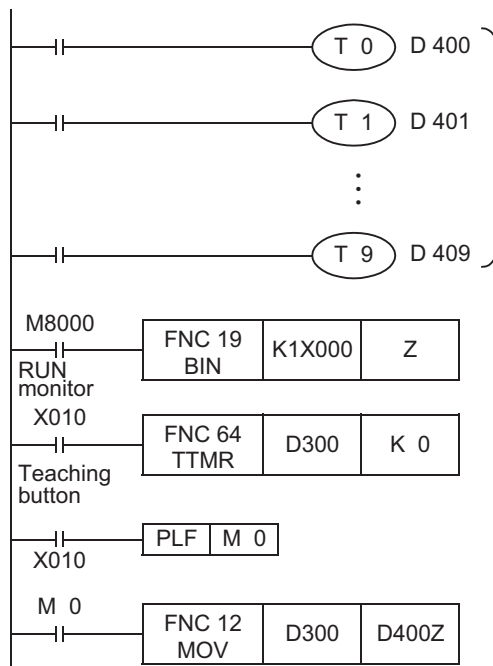 T 0 D 400
T 1 D 401
T 9 D 409
M8000
FNC 19
BIN
K1X000
Z
RUN
monitor
X010
FNC 64
TTMR
D300
K 0
Teaching
button
PLF M 0
X010
M 0
FNC 12
MOV
D300
D400Z